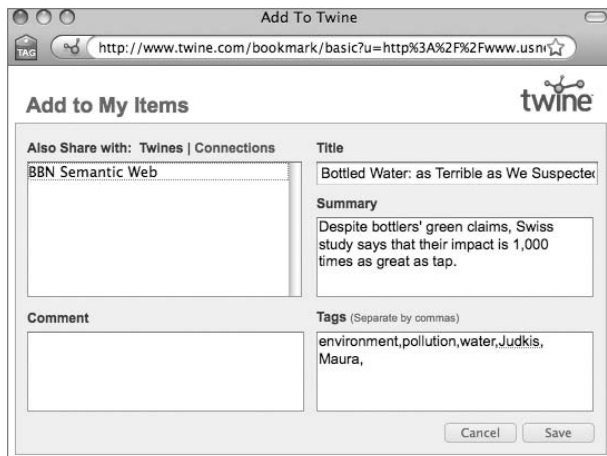 Add To Twine
TAG
http://www.twine.com/bookmark/basic?u=http%3A%2F%2Fwww.usn
Add to My Items
twine
Also Share with: Twines | Connections
BBN Semantic Web
Title
Bottled Water: as Terrible as We Suspected
Summary
Despite bottlers' green claims, Swiss
study says that their impact is 1,000
times as great as tap.
Comment
Tags (Separate by commas)
environment,pollution,water,Judkis,
Maura,
Cancel
Save